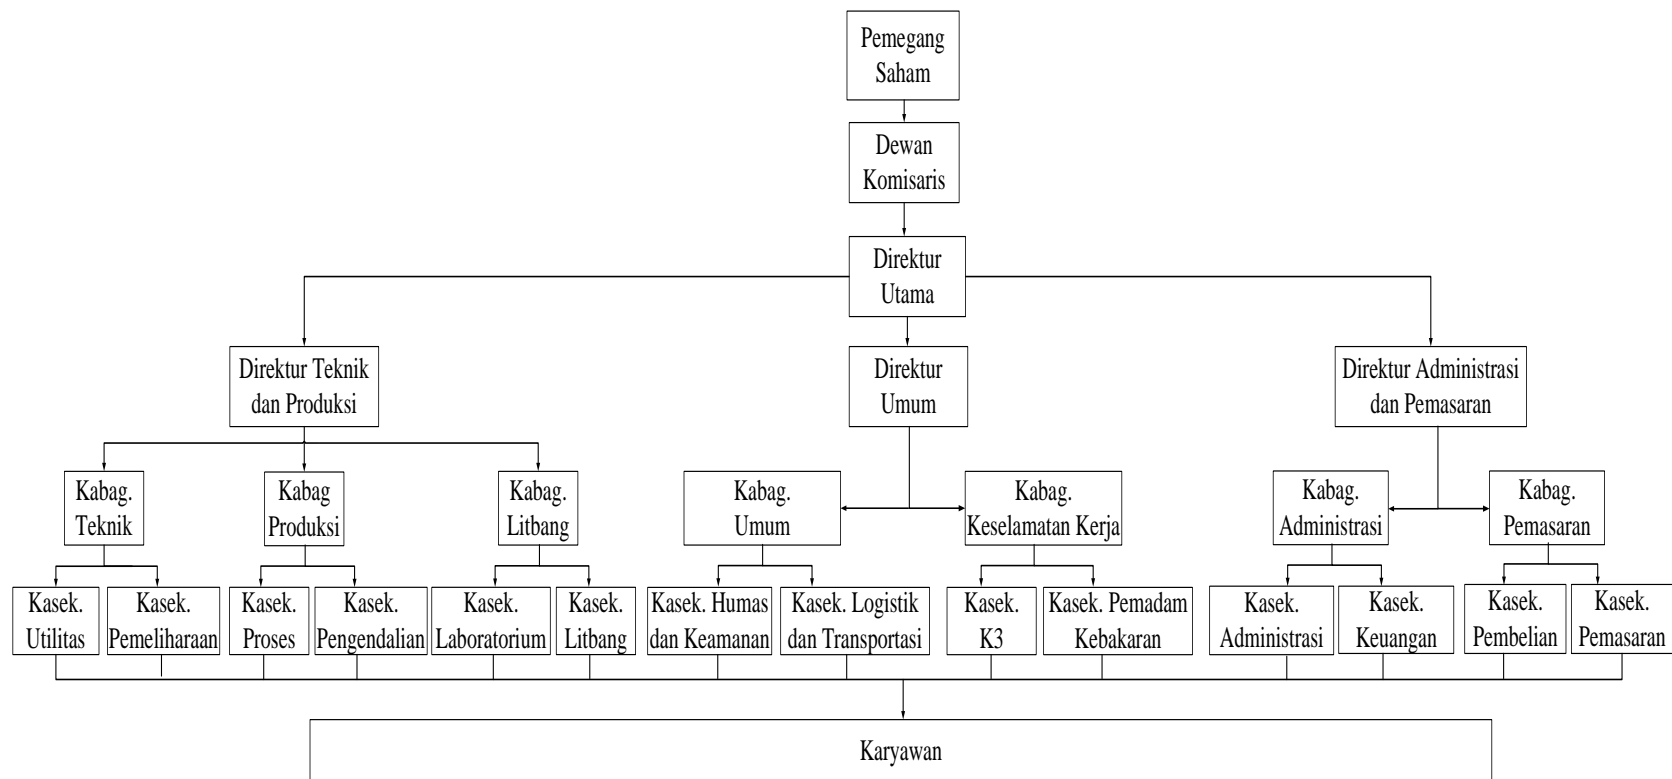 Pemegang
Saham
Dewan
Komisaris
Direktur
Utama
Direktur Teknik
dan Produksi
Direktur
Umum
Direktur Administrasi
dan Pemasaran
Kabag.
Teknik
Kabag
Produksi
Kabag.
Litbang
Kabag.
Umum
Kabag.
Keselamatan Kerja
Kabag.
Administrasi
Kabag.
Pemasaran
Kasek.
Utilitas
Kasek.
Pemeliharaan
Kasek.
Proses
Kasek.
Pengendalian
Kasek.
Laboratorium
Kasek.
Litbang
Kasek. Humas
dan Keamanan
Kasek. Logistik
dan Transportasi
Kasek.
K3
Kasek. Pemadam
Kebakaran
Kasek.
Administrasi
Kasek.
Keuangan
Kasek.
Pembelian
Kasek.
Pemasaran
Karyawan